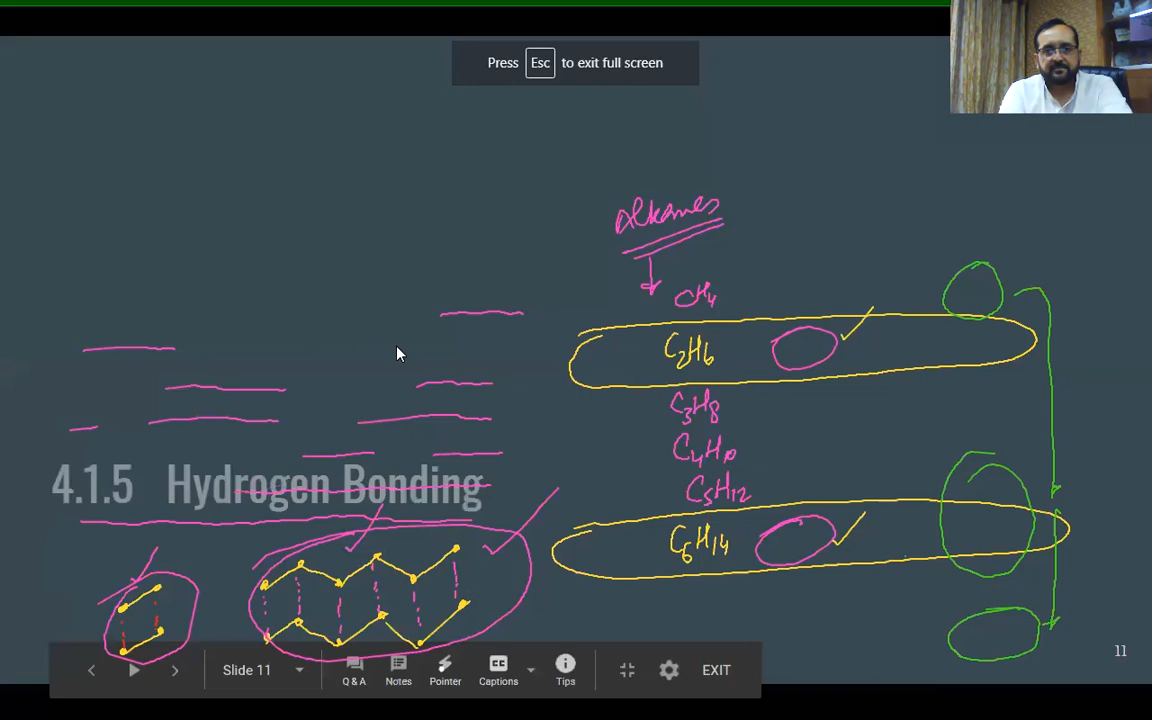 Press Esc to exit full screen
Alkanes
CH4
C2H6
C3H8
C4H10
C5H12
4.1.5 Hydrogen Bonding
C6H14
11
Slide 11
Q & A
Notes
Pointer
Captions
Tips
EXIT